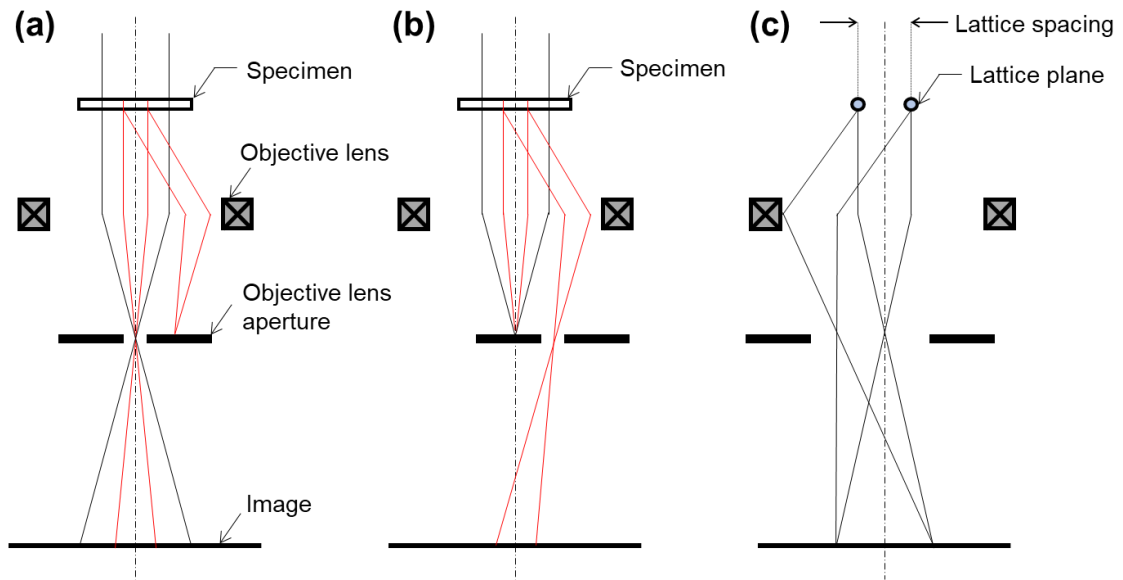 (a)
Specimen
Objective lens
Objective lens
aperture
Image
(b)
Specimen
(c)
Lattice spacing
Lattice plane